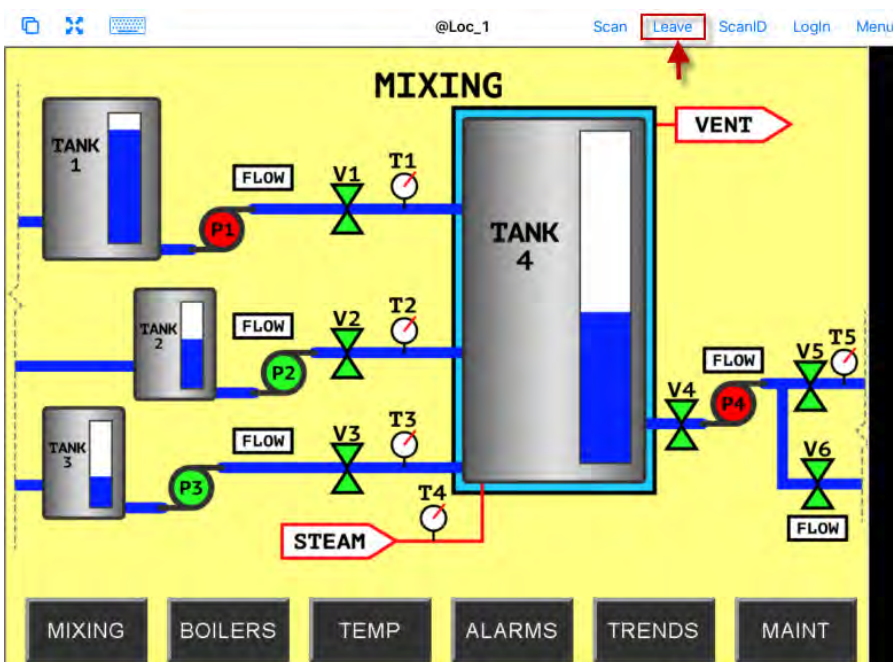 @Loc_1 Scan Leave ScanID LogIn Menu
MIXING
VENT
TANK
1
FLOW V1 T1
P1
TANK
4
TANK
2
FLOW V2 T2
P2
FLOW V5 T5
V4
P4
TANK
3
FLOW V3 T3
P3
V6
T4
FLOW
STEAM
MIXING BOILERS TEMP ALARMS TRENDS MAINT